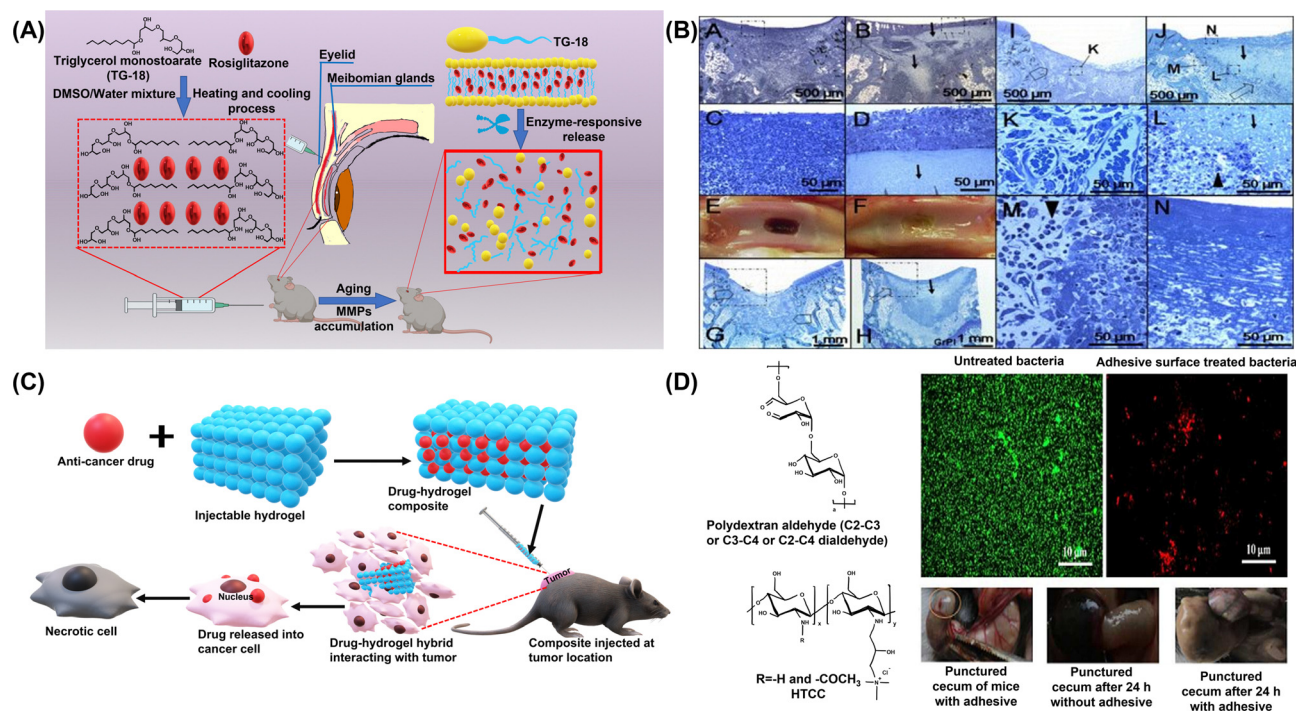 (A)
Triglycerol monostoarate
(TG-18)
Rosiglitazone
DMSO/Water mixture
Heating and cooling
process
Eyelid
Meibomian glands
TG-18
Enzyme-responsive
release
Aging
MMPs
accumulation
(B)
A
500 µm
B
500 µm
I
K
500 µm
J
N
M
L
500 µm
C
50 µm
D
50 µm
K
50 µm
L
50 µm
E
F
M
50 µm
N
50 µm
G
1 mm
H
GrPl
1 mm
(C)
Anti-cancer drug
+
Injectable hydrogel
Drug-hydrogel
composite
Tumor
Composite injected at
tumor location
Drug-hydrogel hybrid
interacting with tumor
Nucleus
Drug released into
cancer cell
Necrotic cell
(D)
Polydextran aldehyde (C2-C3
or C3-C4 or C2-C4 dialdehyde)
R=-H and -COCH₃
HTCC
Untreated bacteria
10 µm
Adhesive surface treated bacteria
10 µm
Punctured
cecum of mice
with adhesive
Punctured
cecum after 24 h
without adhesive
Punctured
cecum after 24 h
with adhesive